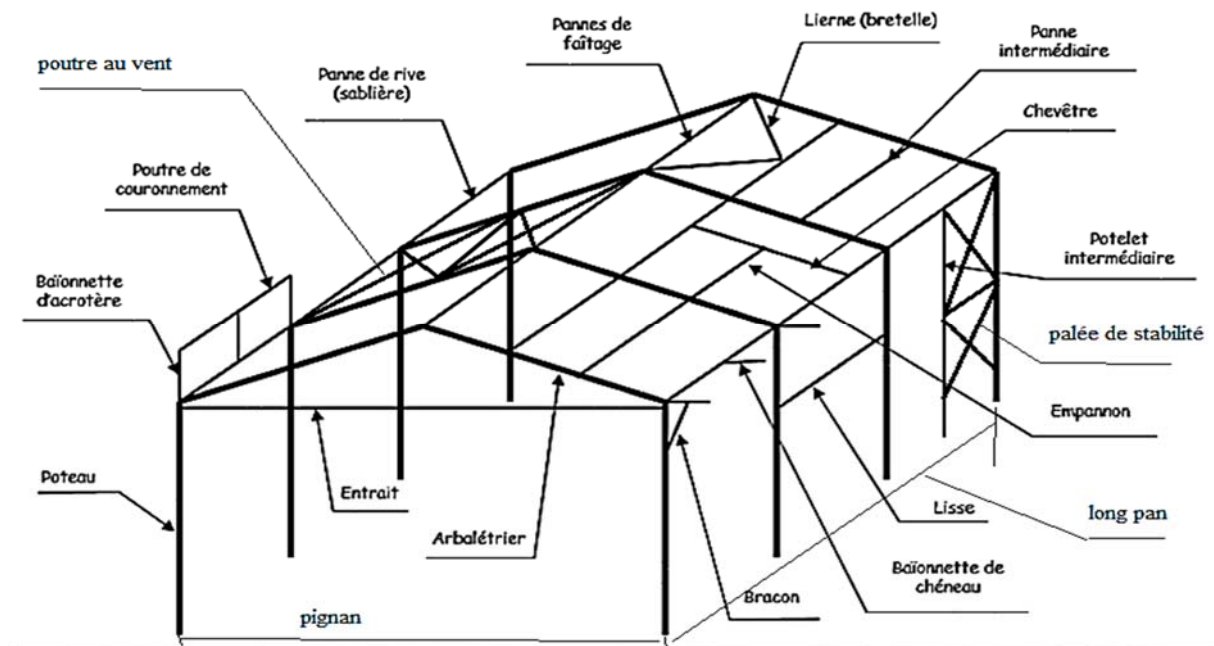 Pannes de
faîtage
Lierne (bretelle)
Panne
intermédiaire
poutre au vent
Panne de rive
(sablière)
Chevêtre
Poutre de
couronnement
Potelet
intermédiaire
Baïonnette
d'acrotère
palée de stabilité
Empannon
Poteau
Entrait
Lisse
long pan
Arbalétrier
Baïonnette de
chéneau
Bracon
pignan